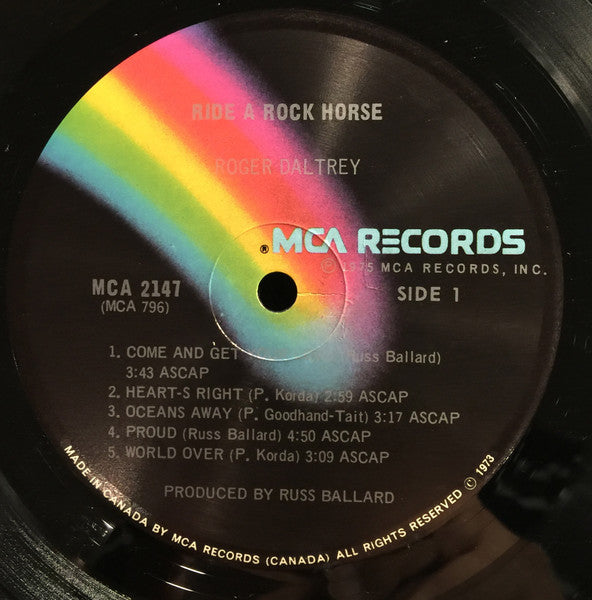 RIDE A ROCK HORSE
ROGER DALTREY
® MCA RECORDS
© 1975 MCA RECORDS, INC.
MCA 2147
SIDE 1
(MCA 796)
1. COME AND GET (Russ Ballard)
3:43 ASCAP
2. HEART-S RIGHT (P. Korda) 2:59 ASCAP
3. OCEANS AWAY (P. Goodhand-Tait) 3:17 ASCAP
4. PROUD (Russ Ballard) 4:50 ASCAP
5. WORLD OVER (P. Korda) 3:09 ASCAP
PRODUCED BY RUSS BALLARD
MADE IN CANADA BY MCA RECORDS (CANADA) ALL RIGHTS RESERVED © 1973